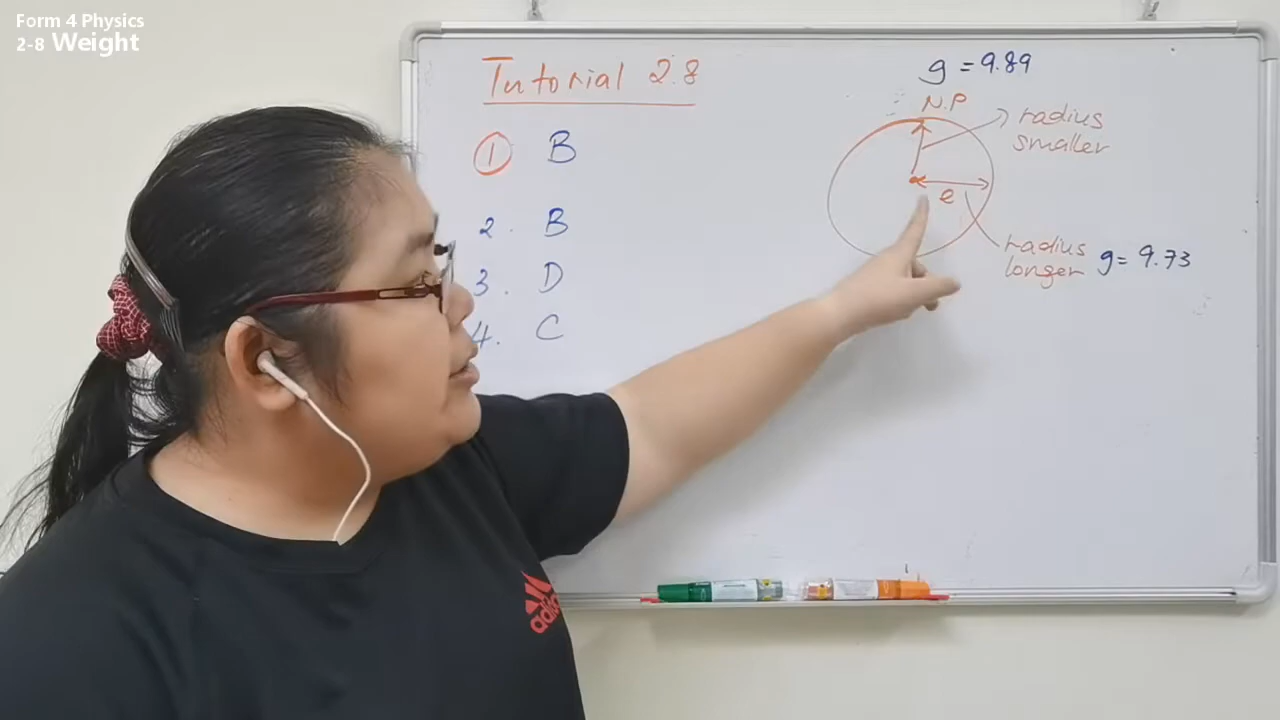 Form 4 Physics
2-8 Weight
Tutorial 2.8
1 B
2. B
3. D
4. C
g = 9.89
N.P
radius
smaller
e
radius
longer g = 9.73
adidas